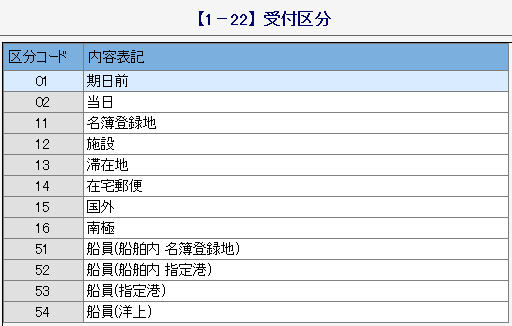 【1－22】受付区分
区分コード 内容表記
01 期日前
02 当日
11 名簿登録地
12 施設
13 滞在地
14 在宅郵便
15 国外
16 南極
51 船員(船舶内 名簿登録地)
52 船員(船舶内 指定港)
53 船員(指定港)
54 船員(洋上)